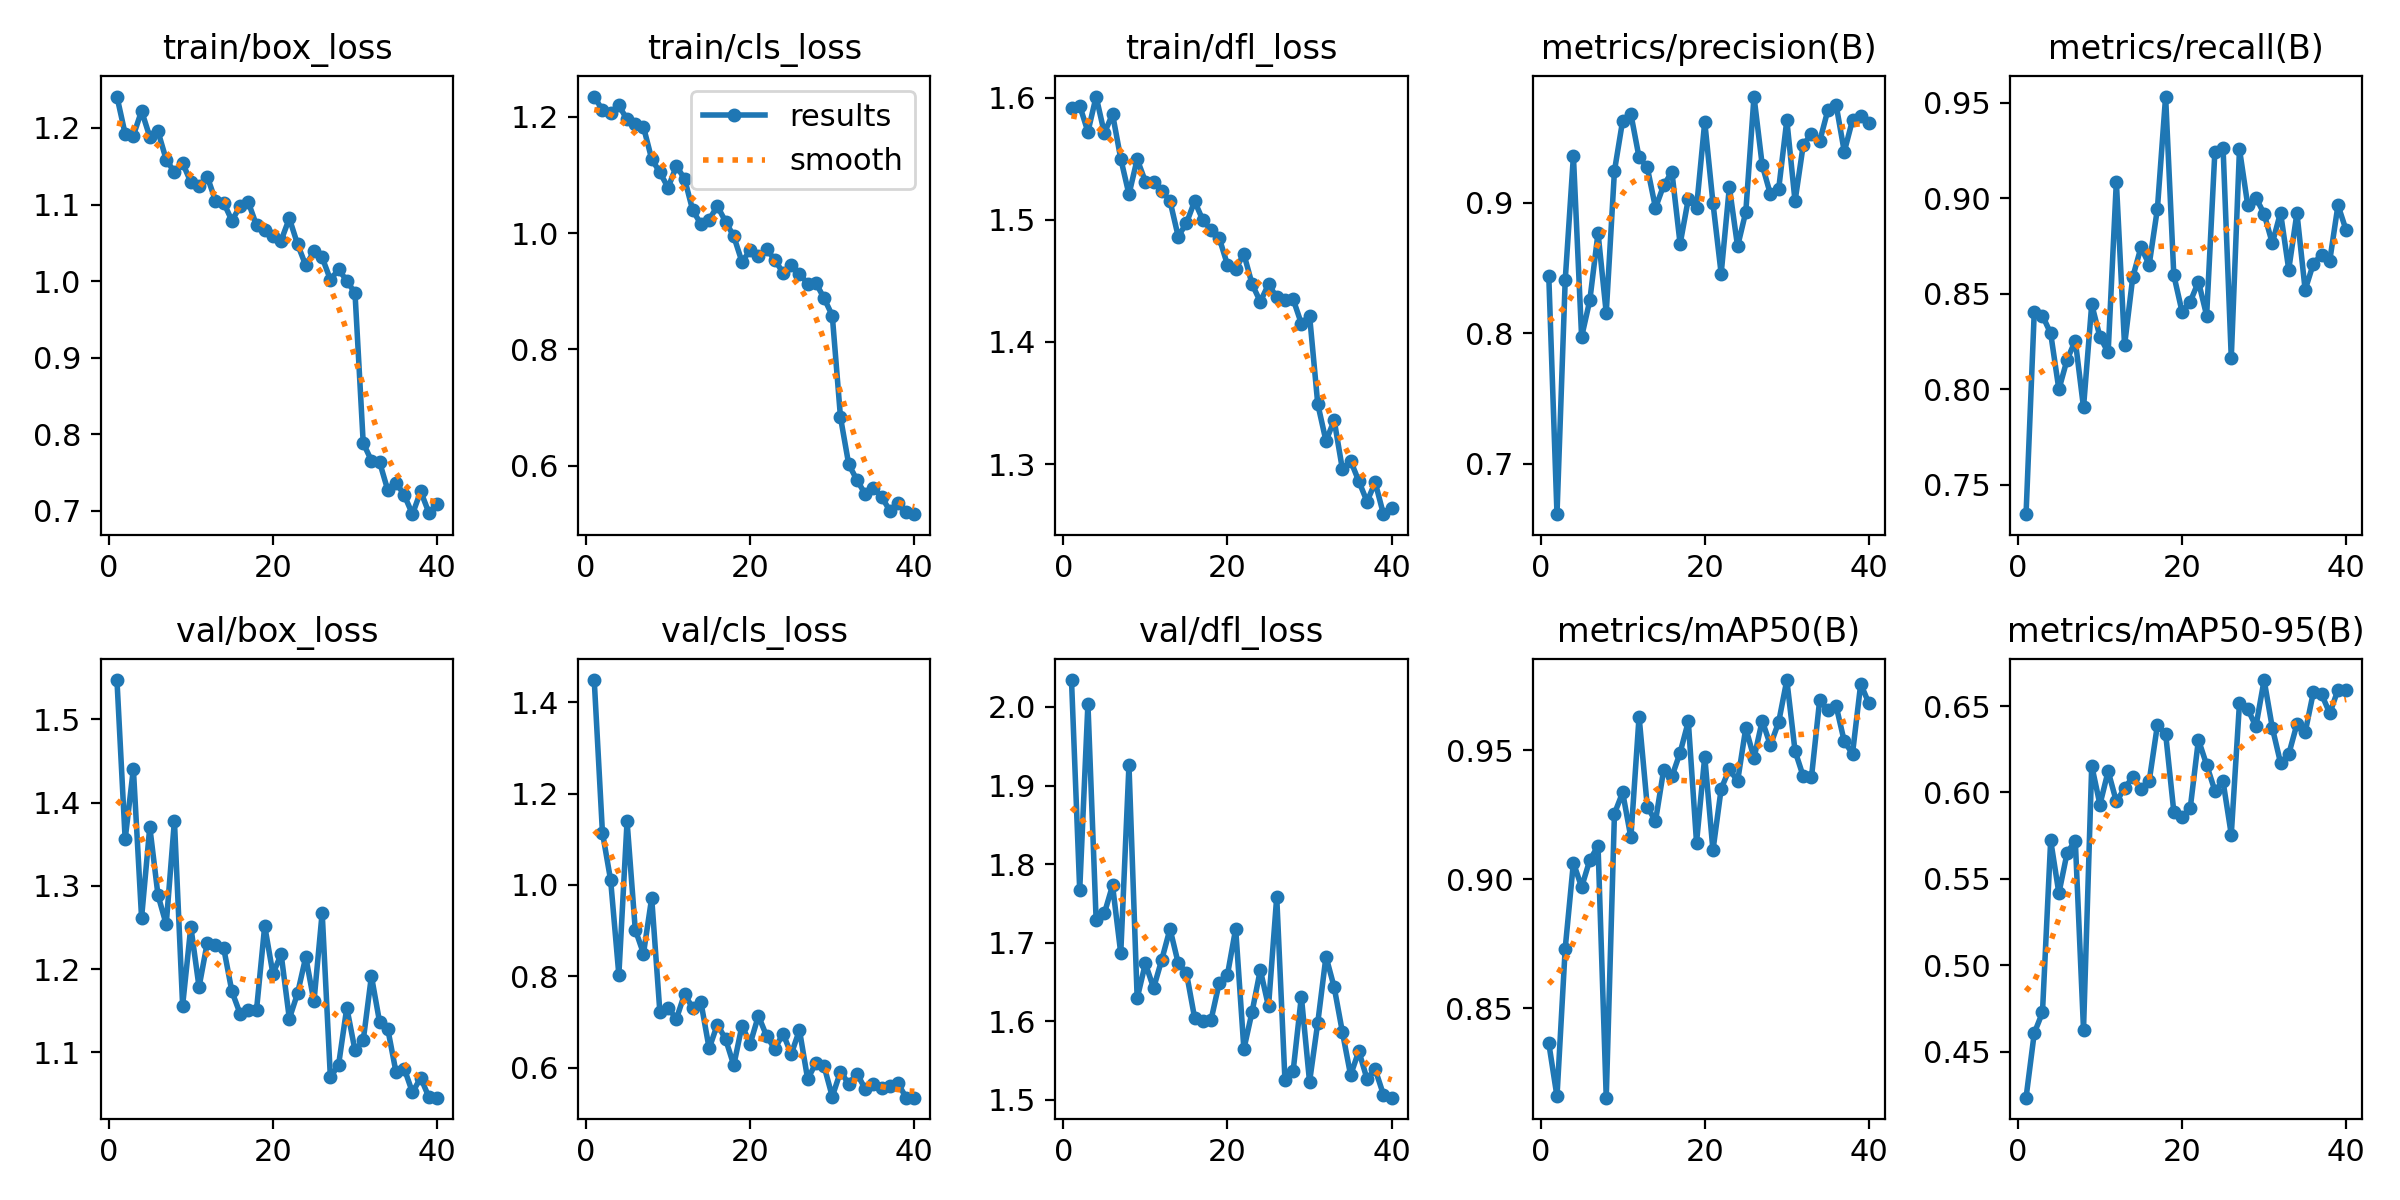 train/box_loss
1.2
1.1
1.0
0.9
0.8
0.7
0 20 40
train/cls_loss
results
smooth
1.2
1.0
0.8
0.6
0 20 40
train/dfl_loss
1.6
1.5
1.4
1.3
0 20 40
metrics/precision(B)
0.9
0.8
0.7
0 20 40
metrics/recall(B)
0.95
0.90
0.85
0.80
0.75
0 20 40
val/box_loss
1.5
1.4
1.3
1.2
1.1
0 20 40
val/cls_loss
1.4
1.2
1.0
0.8
0.6
0 20 40
val/dfl_loss
2.0
1.9
1.8
1.7
1.6
1.5
0 20 40
metrics/mAP50(B)
0.95
0.90
0.85
0 20 40
metrics/mAP50-95(B)
0.65
0.60
0.55
0.50
0.45
0 20 40